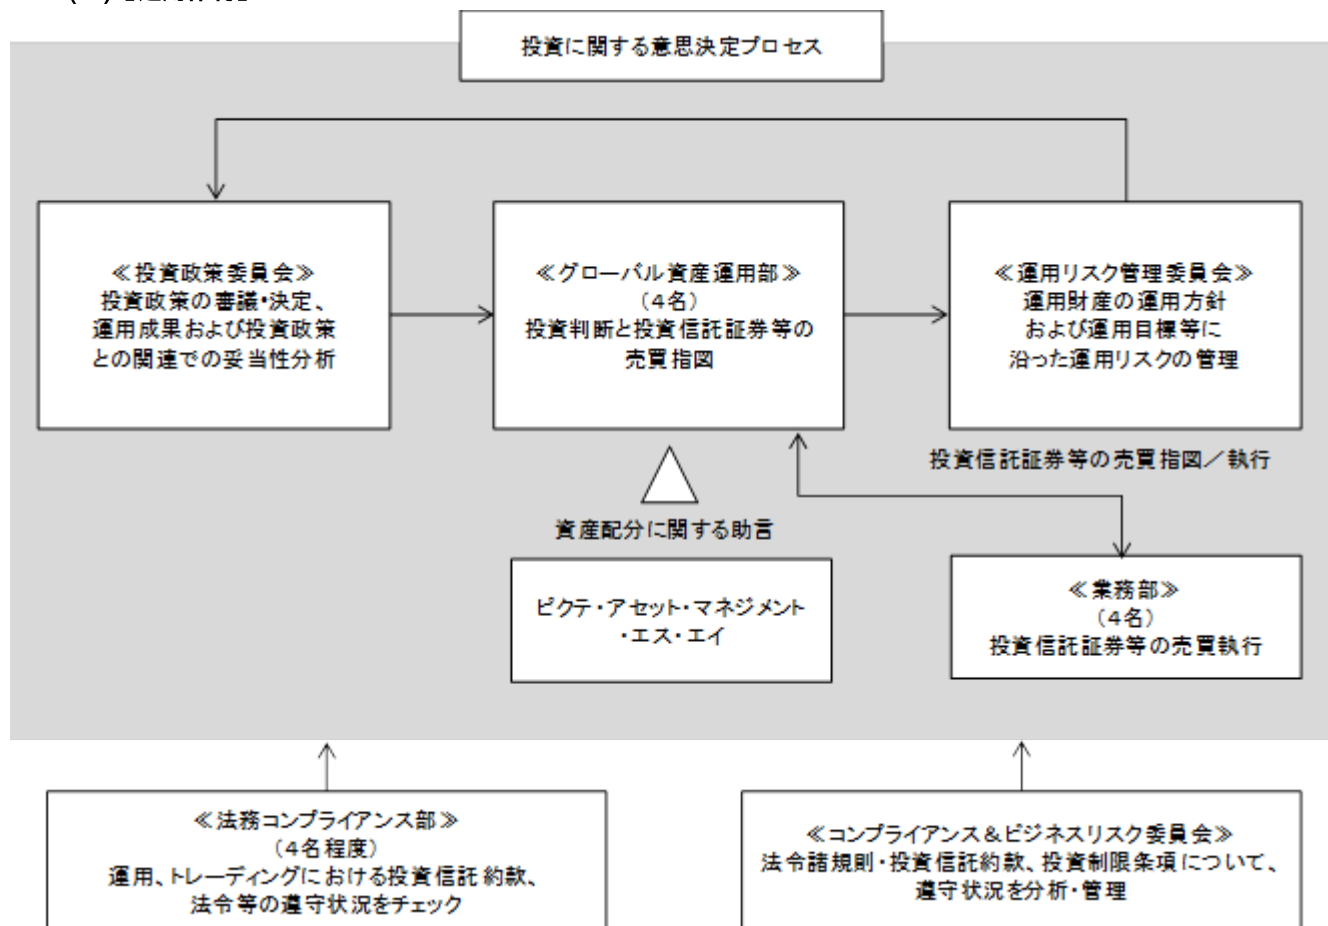 投資に関する意思決定プロセス
≪投資政策委員会≫
投資政策の審議・決定、
運用成果および投資政策
との関連での妥当性分析
≪グローバル資産運用部≫
（４名）
投資判断と投資信託証券等の
売買指図
≪運用リスク管理委員会≫
運用財産の運用方針
および運用目標等に
沿った運用リスクの管理
投資信託証券等の売買指図／執行
資産配分に関する助言
ピクテ・アセット・マネジメント
・エス・エイ
≪業務部≫
（４名）
投資信託証券等の売買執行
≪法務コンプライアンス部≫
（４名程度）
運用、トレーディングにおける投資信託約款、
法令等の遵守状況をチェック
≪コンプライアンス＆ビジネスリスク委員会≫
法令諸規則・投資信託約款、投資制限条項について、
遵守状況を分析・管理